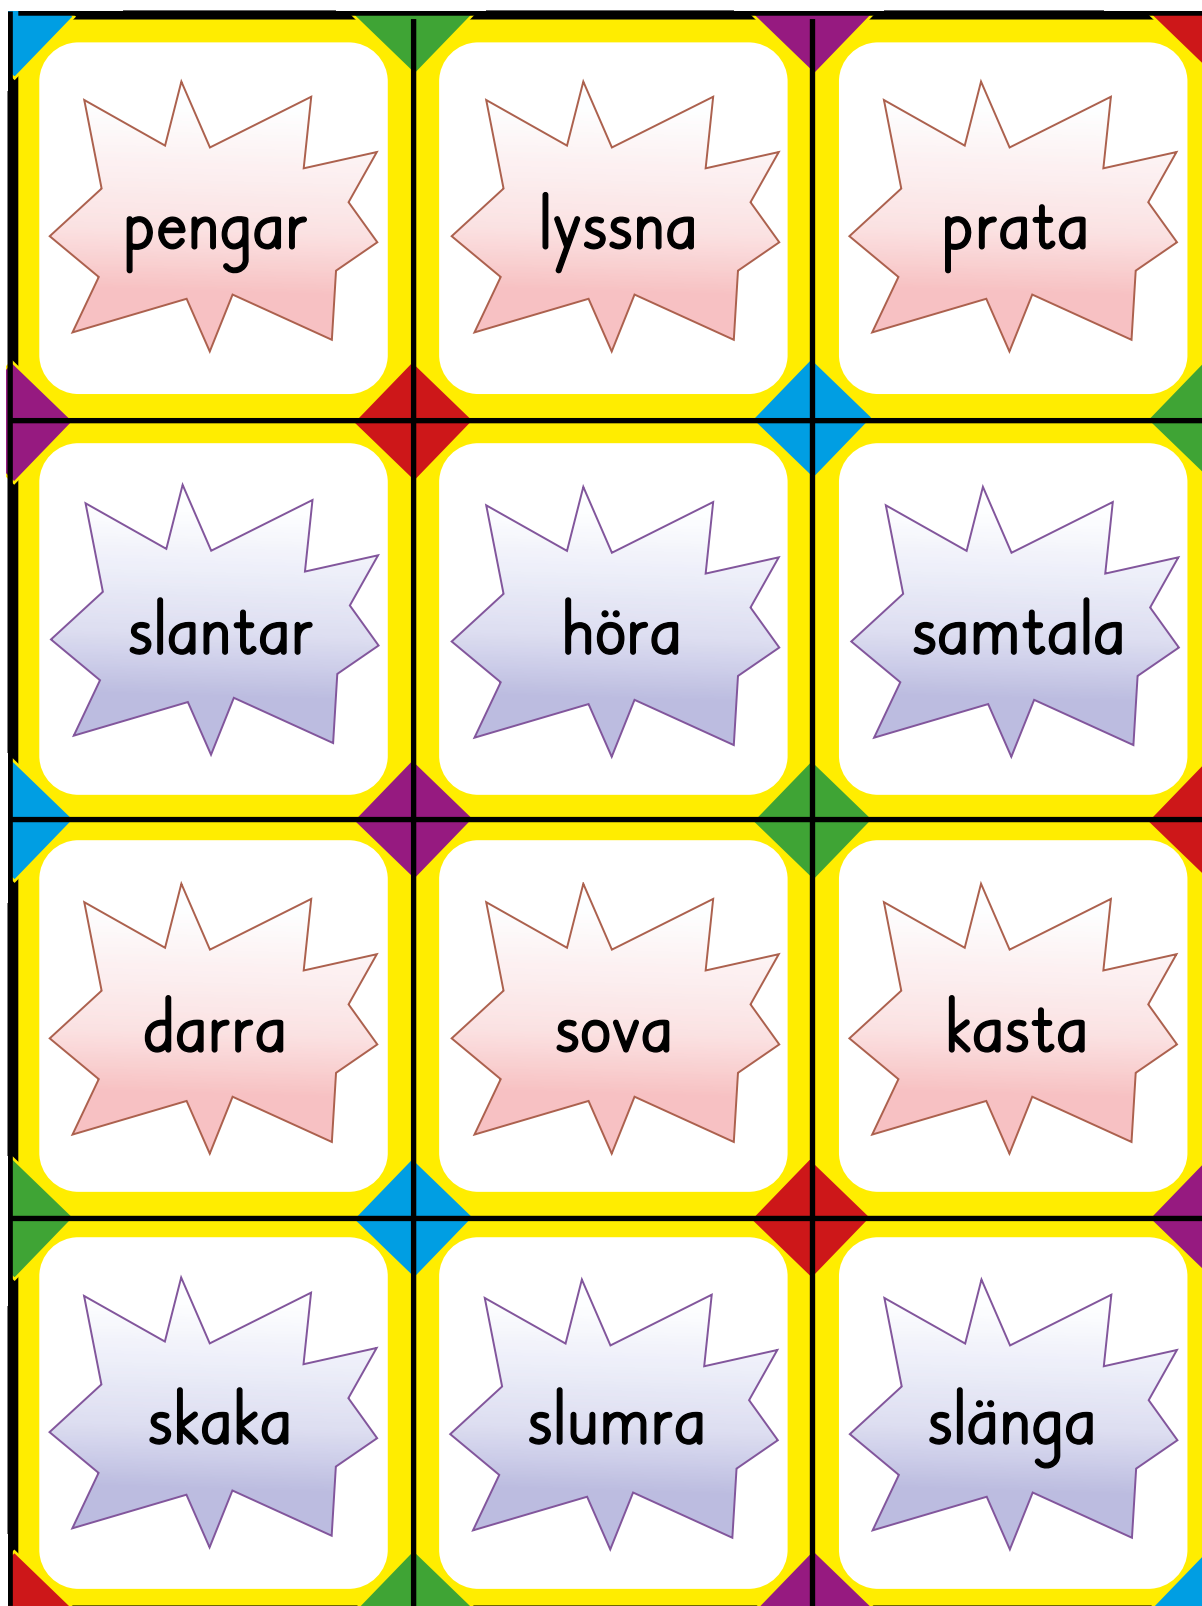 pengar
lyssna
prata
slantar
höra
samtala
darra
sova
kasta
skaka
slumra
slänga